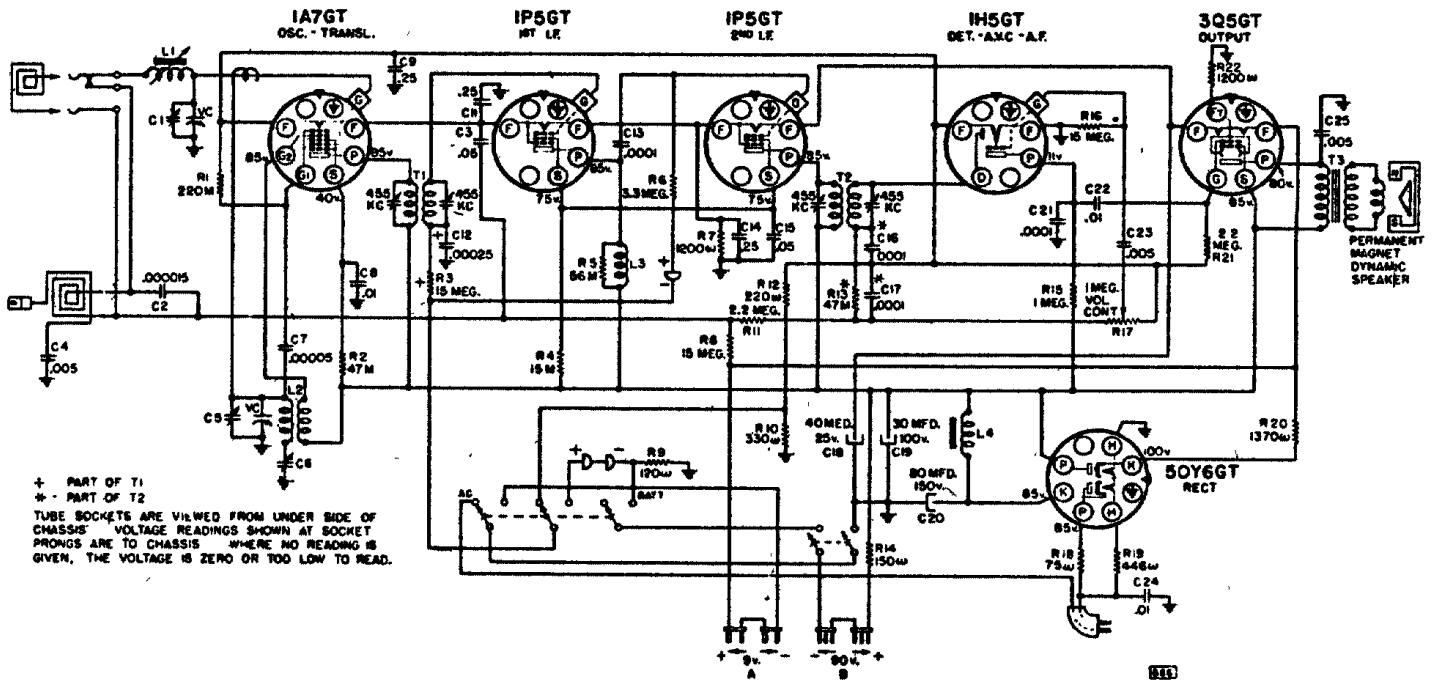 1A7GT
OSC. - TRANSL.
1P5GT
1ST I.F.
1P5GT
2ND I.F.
1H5GT
DET.-A.V.C.-A.F.
3Q5GT
OUTPUT
R22
1200ω
L1
C9
.25
C1
VC
.25
C11
C3
.05
C13
.0001
R16
15 MEG.
C25
.005
T3
F
G
F
G2
P
G1
S
85v
85v
40v.
R1
220M
T1
455
KC
455
KC
F
G
F
P
S
85v.
75v
R6
3.3MEG.
F
G
F
P
S
85v.
75v
T2
455
KC
455
KC
F
G
F
P
D
11v
C22
.01
C21
.0001
F
F
G
P
S
80v.
85v.
2.2
MEG.
R21
PERMANENT
MAGNET
DYNAMIC
SPEAKER
C12
.00025
R3
15 MEG.
R5
66M
L3
R7
1200ω
C14
.25
C15
.05
C16
.0001
C17
.0001
R13
47M
R12
220ω
2.2 MEG.
R11
C23
.005
R15
1 MEG.
1 MEG.
VOL
CONT
R17
.000015
C2
C8
.01
C4
.005
C7
.00005
R2
47M
R4
15M
R8
15 MEG.
L2
C5
VC
C6
R10
330ω
40 MED.
25v.
C18
30 MFD.
100v.
C19
L4
80 MFD.
150v.
C20
R20
1370ω
P
H
K
K
P
H
100v
85v.
85v.
50Y6GT
RECT
R9
120ω
AC
BATT
+ PART OF T1
* - PART OF T2
TUBE SOCKETS ARE VIEWED FROM UNDER SIDE OF
CHASSIS VOLTAGE READINGS SHOWN AT SOCKET
PRONGS ARE TO CHASSIS WHERE NO READING IS
GIVEN, THE VOLTAGE IS ZERO OR TOO LOW TO READ.
R14
150ω
R18
75ω
R19
446ω
C24
.01
+ 9v. -
A
- 90v. +
B